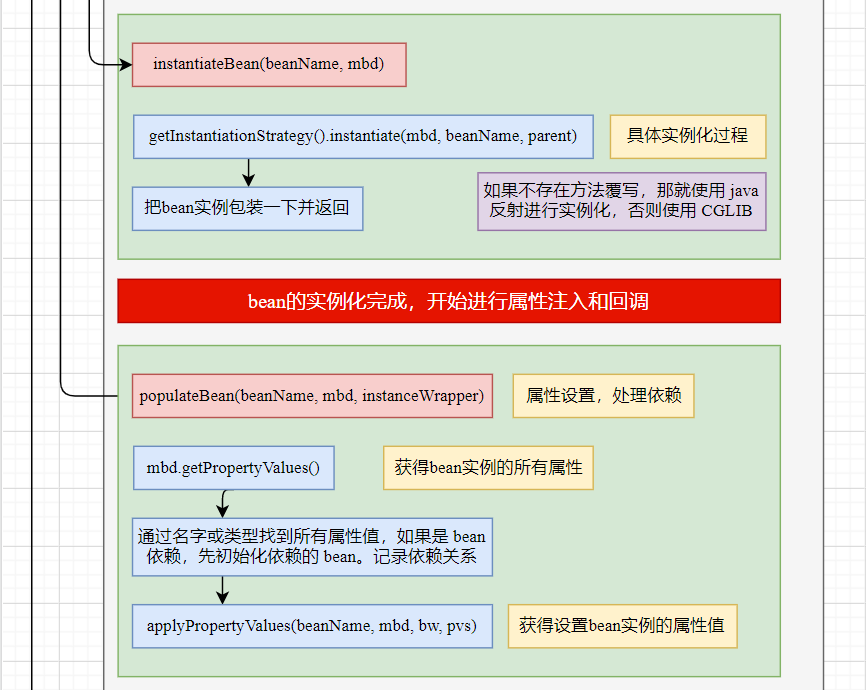 instantiateBean(beanName, mbd)
getInstantiationStrategy().instantiate(mbd, beanName, parent)
具体实例化过程
把bean实例包装一下并返回
如果不存在方法覆写，那就使用 java
反射进行实例化，否则使用 CGLIB
bean的实例化完成，开始进行属性注入和回调
populateBean(beanName, mbd, instanceWrapper)
属性设置，处理依赖
mbd.getPropertyValues()
获得bean实例的所有属性
通过名字或类型找到所有属性值，如果是 bean
依赖，先初始化依赖的 bean。记录依赖关系
applyPropertyValues(beanName, mbd, bw, pvs)
获得设置bean实例的属性值